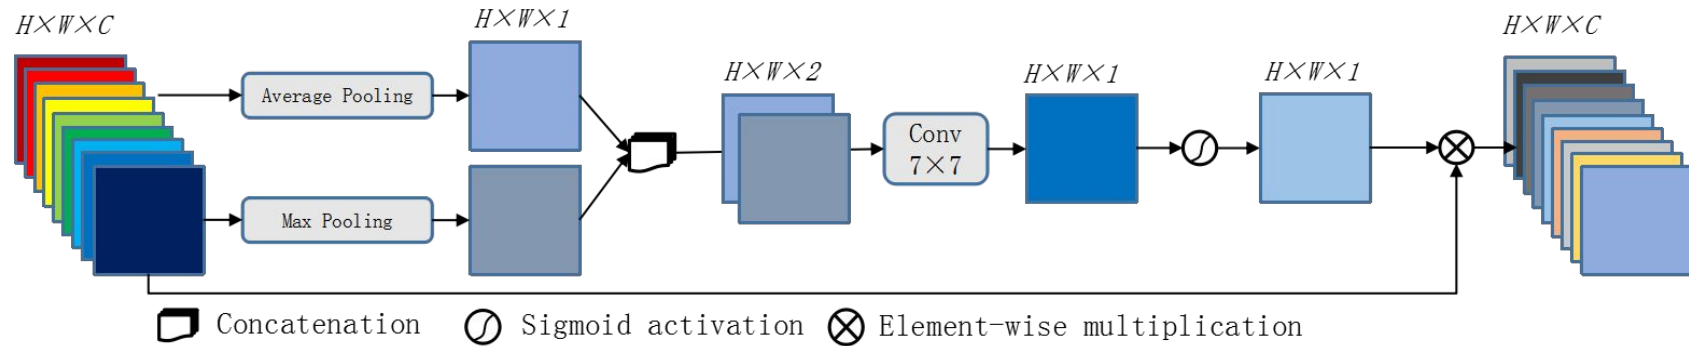 H×W×C
H×W×1
H×W×2
H×W×1
H×W×1
H×W×C
Average Pooling
Max Pooling
Conv
7×7
Concatenation
Sigmoid activation
Element-wise multiplication